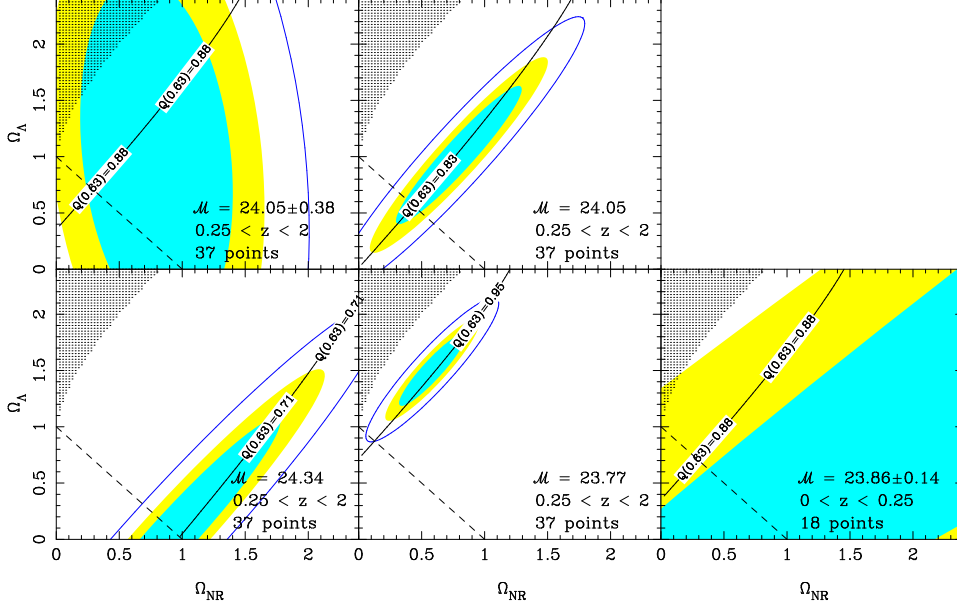 2
1.5
1
0.5
0
Ω_Λ
Q(0.63)=0.88
Q(0.63)=0.88
ℳ = 24.05±0.38
0.25 < z < 2
37 points
Q(0.63)=0.83
ℳ = 24.05
0.25 < z < 2
37 points
2
1.5
1
0.5
0
Ω_Λ
Q(0.63)=0.71
Q(0.63)=0.71
ℳ = 24.34
0.25 < z < 2
37 points
Q(0.63)=0.95
ℳ = 23.77
0.25 < z < 2
37 points
Q(0.63)=0.88
Q(0.63)=0.88
ℳ = 23.86±0.14
0 < z < 0.25
18 points
0 0.5 1 1.5 2
0.5 1 1.5 2
0.5 1 1.5 2
Ω_NR
Ω_NR
Ω_NR